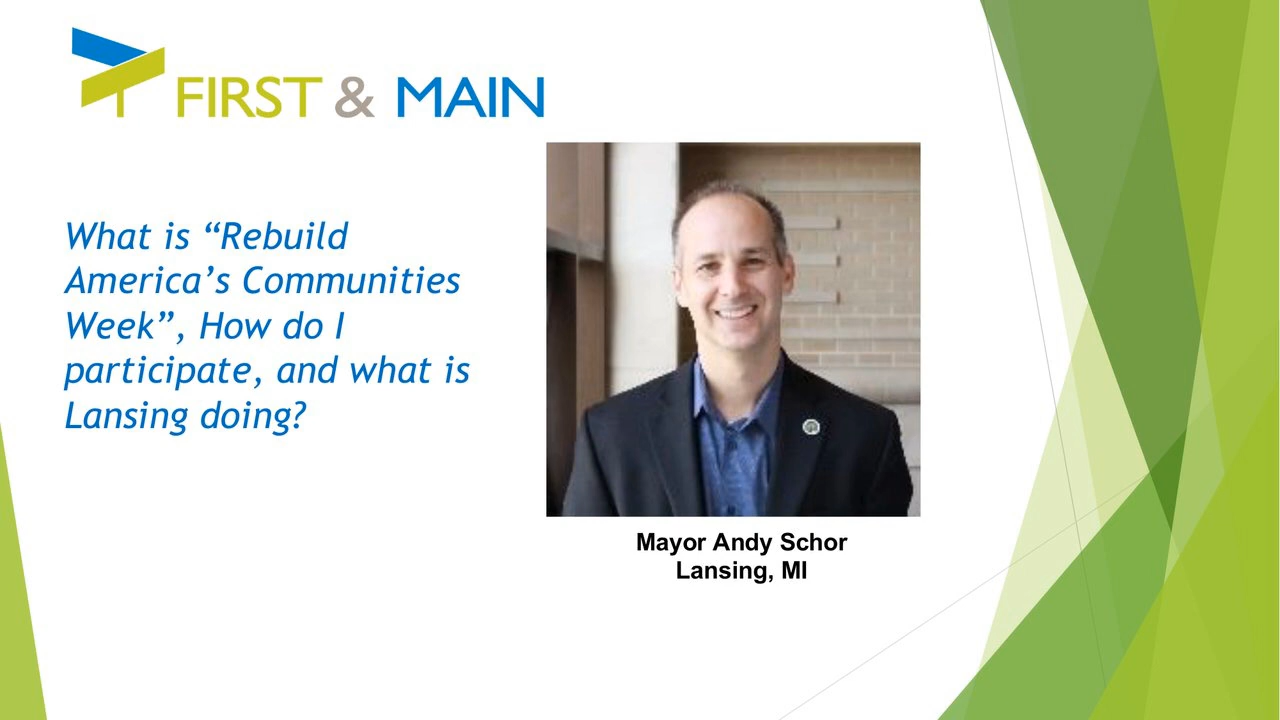 FIRST & MAIN
What is “Rebuild
America’s Communities
Week”, How do I
participate, and what is
Lansing doing?
Mayor Andy Schor
Lansing, MI